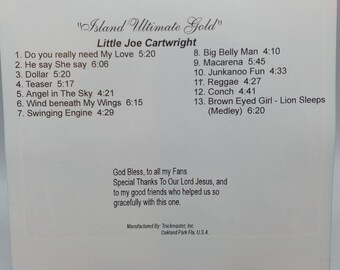 "Island Ultimate Gold"
Little Joe Cartwright
1. Do you really need My Love 5:20
2. He say She say 6:06
3. Dollar 5:20
4. Teaser 5:17
5. Angel in The Sky 4:21
6. Wind beneath My Wings 6:15
7. Swinging Engine 4:29
8. Big Belly Man 4:10
9. Macarena 5:45
10. Junkanoo Fun 4:33
11. Reggae 4:27
12. Conch 4:41
13. Brown Eyed Girl - Lion Sleeps
(Medley) 6:20
God Bless, to all my Fans
Special Thanks To Our Lord Jesus, and
to my good friends who helped us so
gracefully with this one.
Manufactured By: Trackmaster, Inc.
Oakland Park Fla. U.S.A.